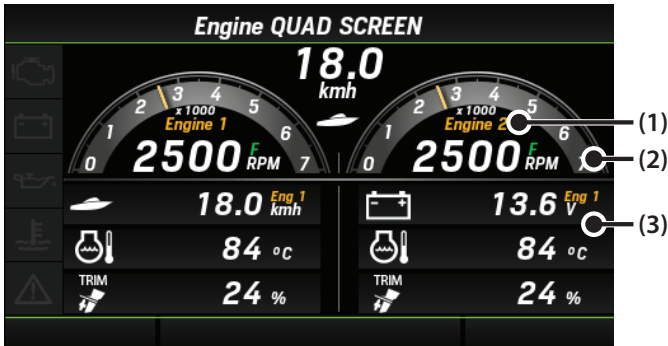 Engine QUAD SCREEN
18.0
kmh
0 1 2 3 4 5 6 7
x 1000
Engine 1
2500 F RPM
0 1 2 3 4 5 6 7
x 1000
Engine 2
2500 F RPM
(1)
(2)
18.0 Eng 1 kmh
13.6 Eng 1 V
(3)
84 °C
84 °C
TRIM
24 %
TRIM
24 %